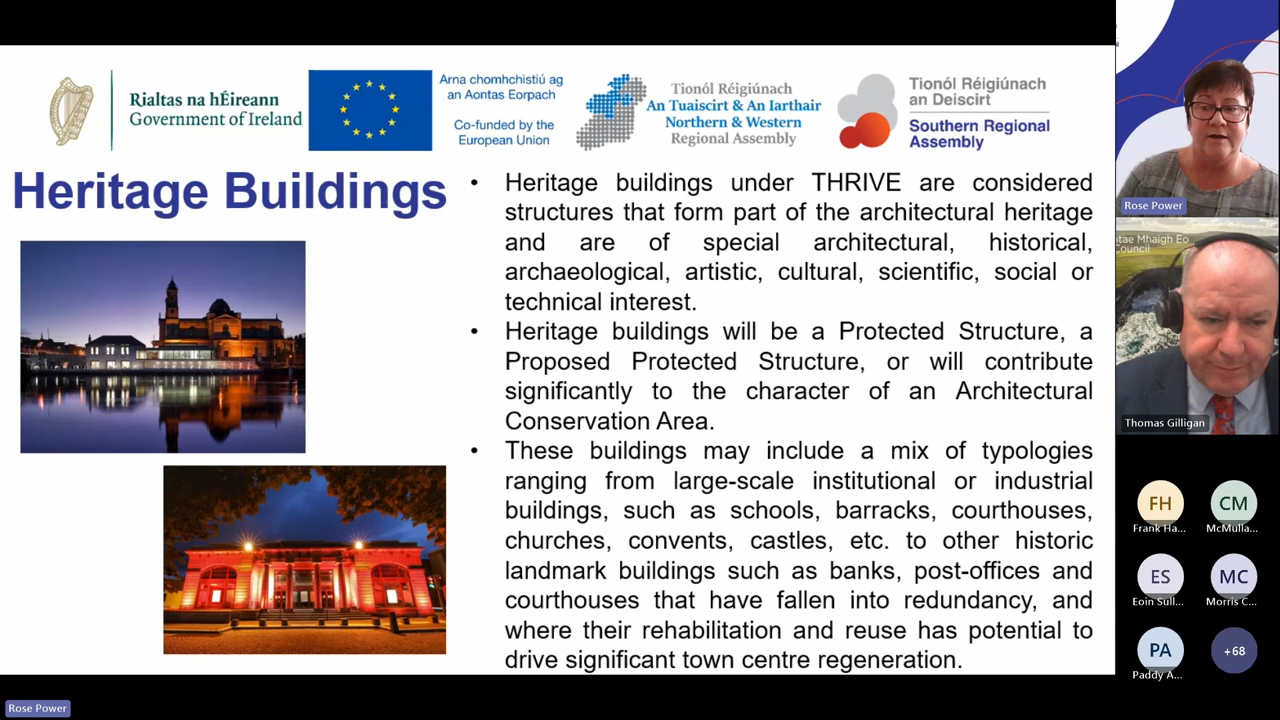 Rialtas na hÉireann
Government of Ireland
Arna chomhchistiú ag
an Aontas Eorpach
Co-funded by the
European Union
Tionól Réigiúnach
An Tuaiscirt & An Iarthair
Northern & Western
Regional Assembly
Tionól Réigiúnach
an Deiscirt
Southern Regional
Assembly
Heritage Buildings
• Heritage buildings under THRIVE are considered
structures that form part of the architectural heritage
and are of special architectural, historical,
archaeological, artistic, cultural, scientific, social or
technical interest.
• Heritage buildings will be a Protected Structure, a
Proposed Protected Structure, or will contribute
significantly to the character of an Architectural
Conservation Area.
• These buildings may include a mix of typologies
ranging from large-scale institutional or industrial
buildings, such as schools, barracks, courthouses,
churches, convents, castles, etc. to other historic
landmark buildings such as banks, post-offices and
courthouses that have fallen into redundancy, and
where their rehabilitation and reuse has potential to
drive significant town centre regeneration.
Rose Power
tae Mhaigh Eo
Council
Thomas Gilligan
FH
Frank Ha...
CM
McMulla...
ES
Eoin Sull...
MC
Morris C...
PA
Paddy A...
+68
Rose Power